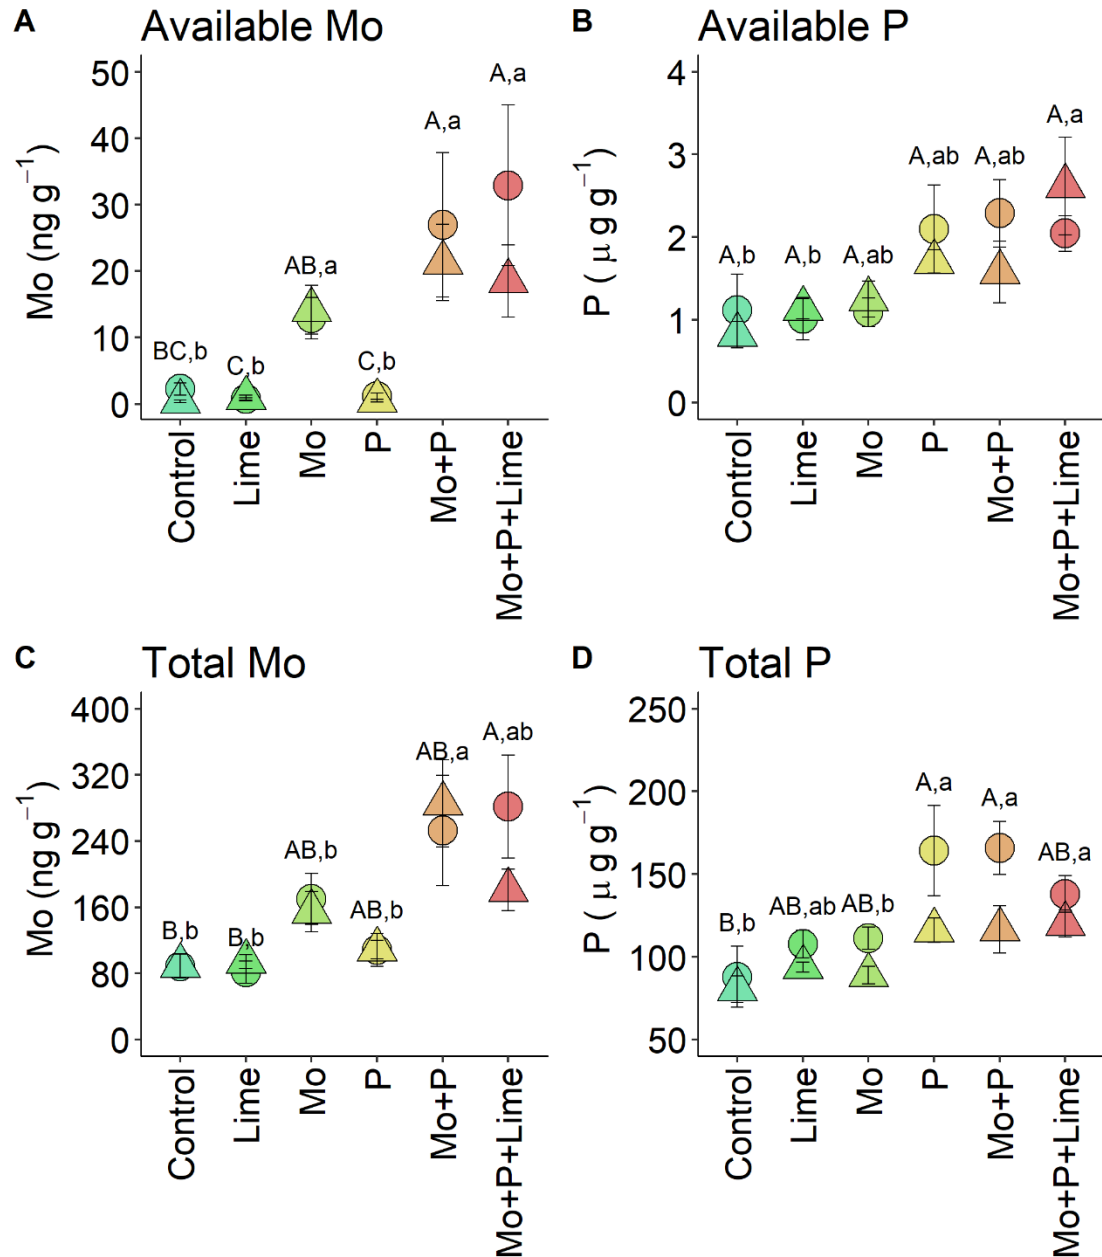 A Available Mo
Mo (ng g⁻¹)
50
40
30
20
10
0
BC,b
C,b
AB,a
C,b
A,a
A,a
Control
Lime
Mo
P
Mo+P
Mo+P+Lime
B Available P
P ( μ g g⁻¹)
4
3
2
1
0
A,b
A,b
A,ab
A,ab
A,ab
A,a
Control
Lime
Mo
P
Mo+P
Mo+P+Lime
C Total Mo
Mo (ng g⁻¹)
400
320
240
160
80
0
B,b
B,b
AB,b
AB,b
AB,a
A,ab
Control
Lime
Mo
P
Mo+P
Mo+P+Lime
D Total P
P ( μ g g⁻¹)
250
200
150
100
50
B,b
AB,ab
AB,b
A,a
A,a
AB,a
Control
Lime
Mo
P
Mo+P
Mo+P+Lime